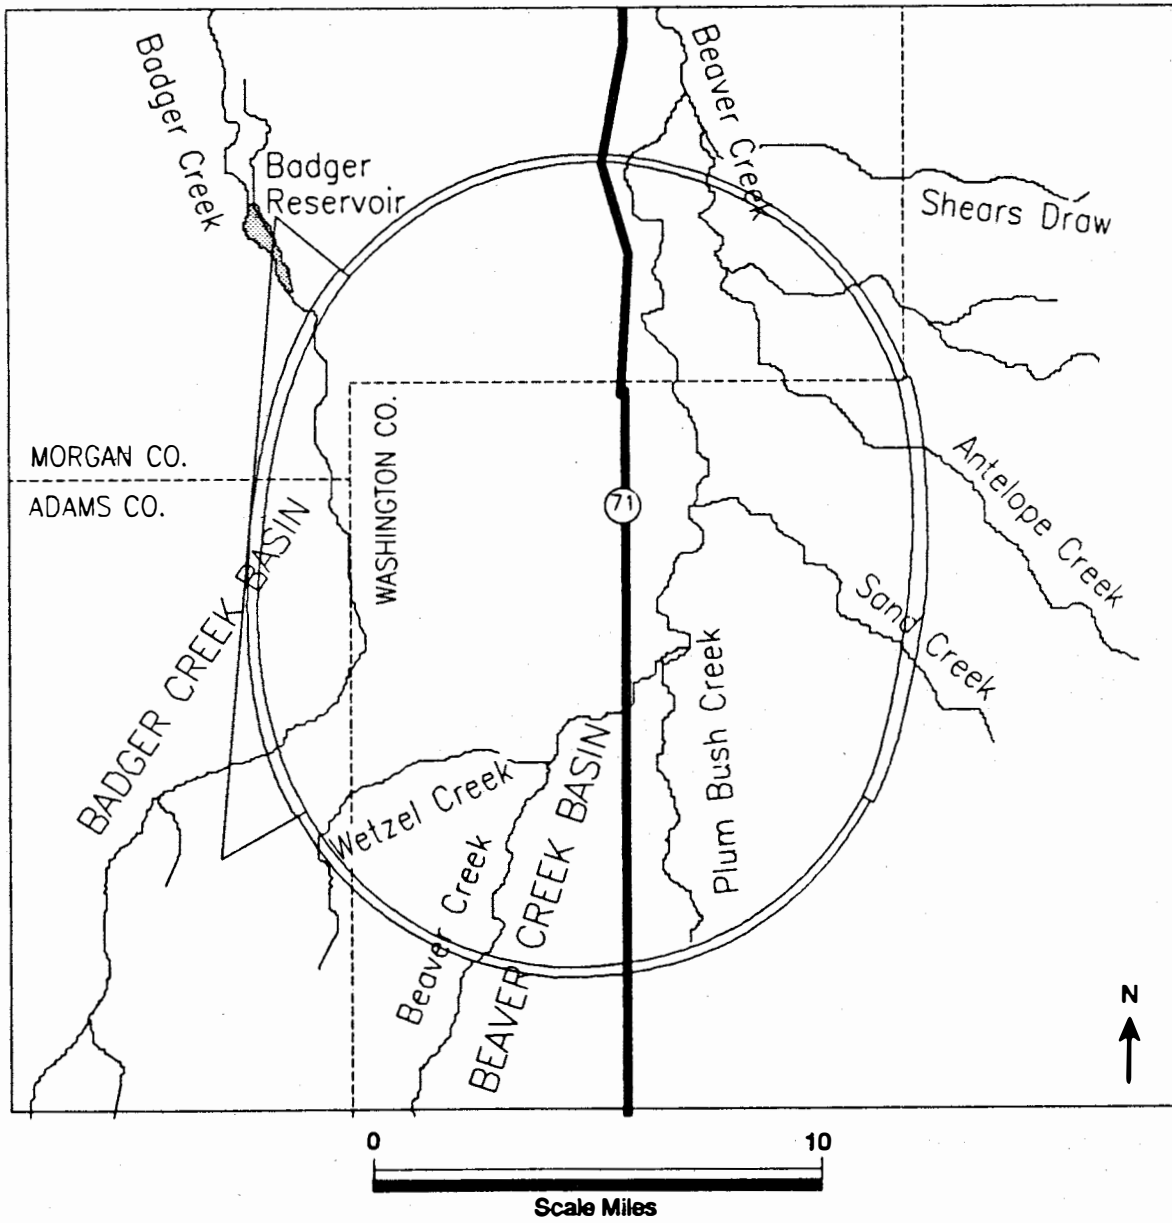 Badger Creek
Beaver Creek
Badger
Reservoir
Shears Draw
MORGAN CO.
ADAMS CO.
WASHINGTON CO.
71
Antelope Creek
BADGER CREEK BASIN
Sand Creek
Plum Bush Creek
Wetzel Creek
Beaver Creek
BEAVER CREEK BASIN
N
0 10
Scale Miles